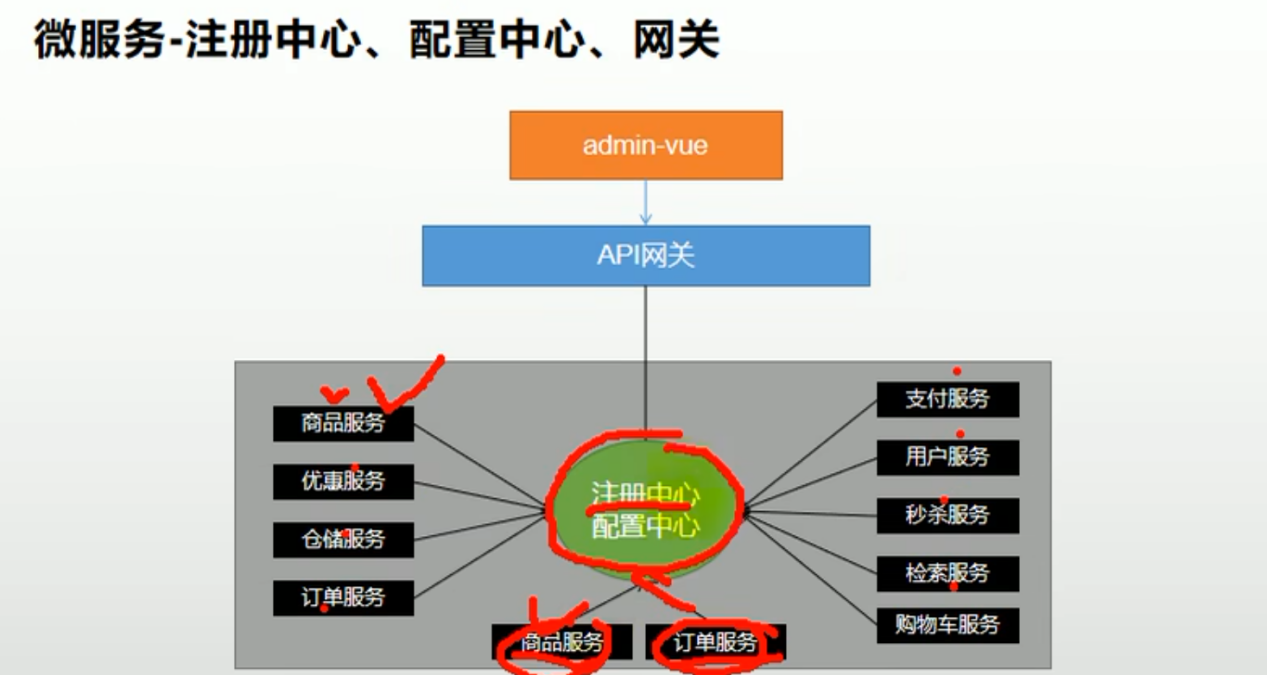 微服务-注册中心、配置中心、网关
admin-vue
API网关
商品服务
优惠服务
仓储服务
订单服务
注册中心
配置中心
支付服务
用户服务
秒杀服务
检索服务
购物车服务
商品服务
订单服务